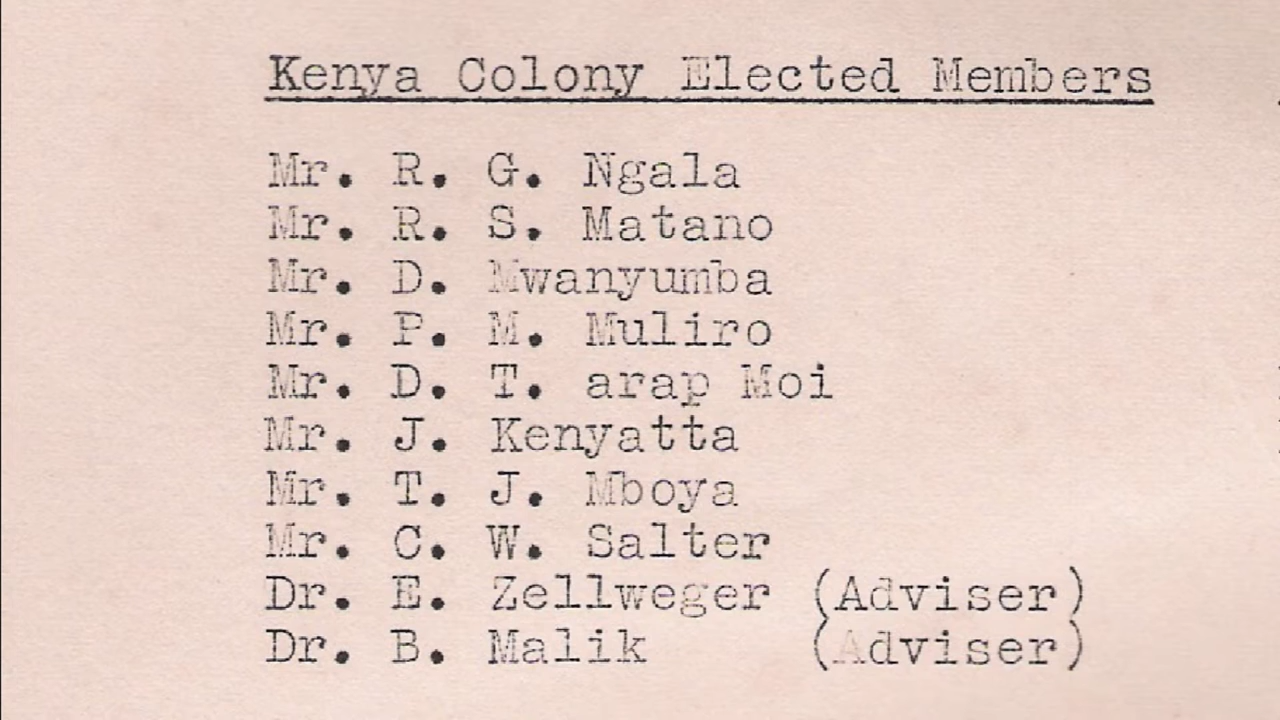 Kenya Colony Elected Members
Mr. R. G. Ngala
Mr. R. S. Matano
Mr. D. Mwanyumba
Mr. P. M. Muliro
Mr. D. T. arap Moi
Mr. J. Kenyatta
Mr. T. J. Mboya
Mr. C. W. Salter
Dr. E. Zellweger (Adviser)
Dr. B. Malik (Adviser)